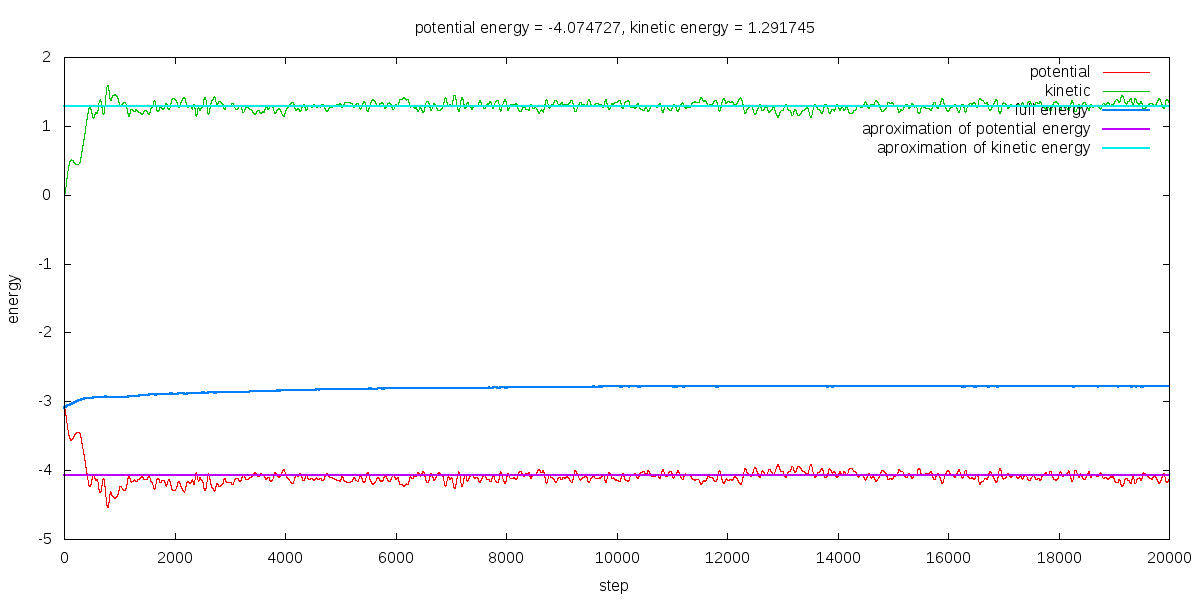 potential energy = -4.074727, kinetic energy = 1.291745
potential
kinetic
full energy
aproximation of potential energy
aproximation of kinetic energy
2
1
0
-1
-2
-3
-4
-5
energy
0 2000 4000 6000 8000 10000 12000 14000 16000 18000 20000
step